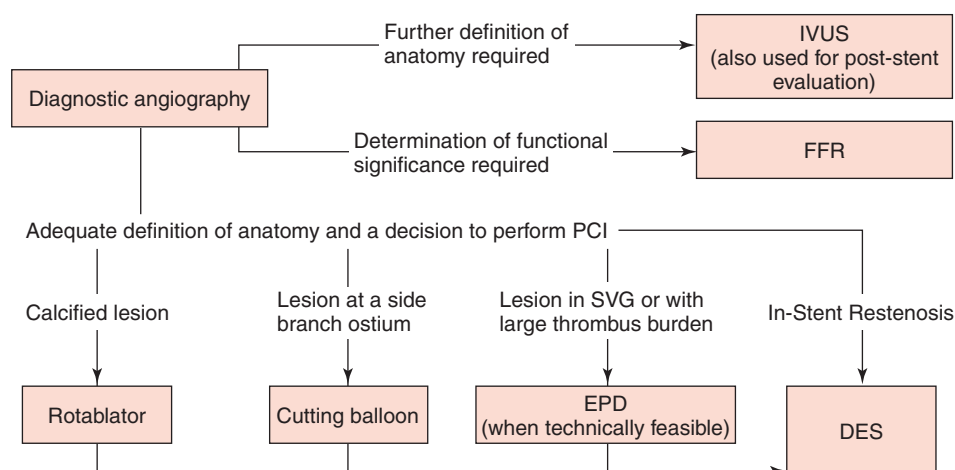 Further definition of
anatomy required
IVUS
(also used for post-stent
evaluation)
Diagnostic angiography
Determination of functional
significance required
FFR
Adequate definition of anatomy and a decision to perform PCI
Calcified lesion
Lesion at a side
branch ostium
Lesion in SVG or with
large thrombus burden
In-Stent Restenosis
Rotablator
Cutting balloon
EPD
(when technically feasible)
DES